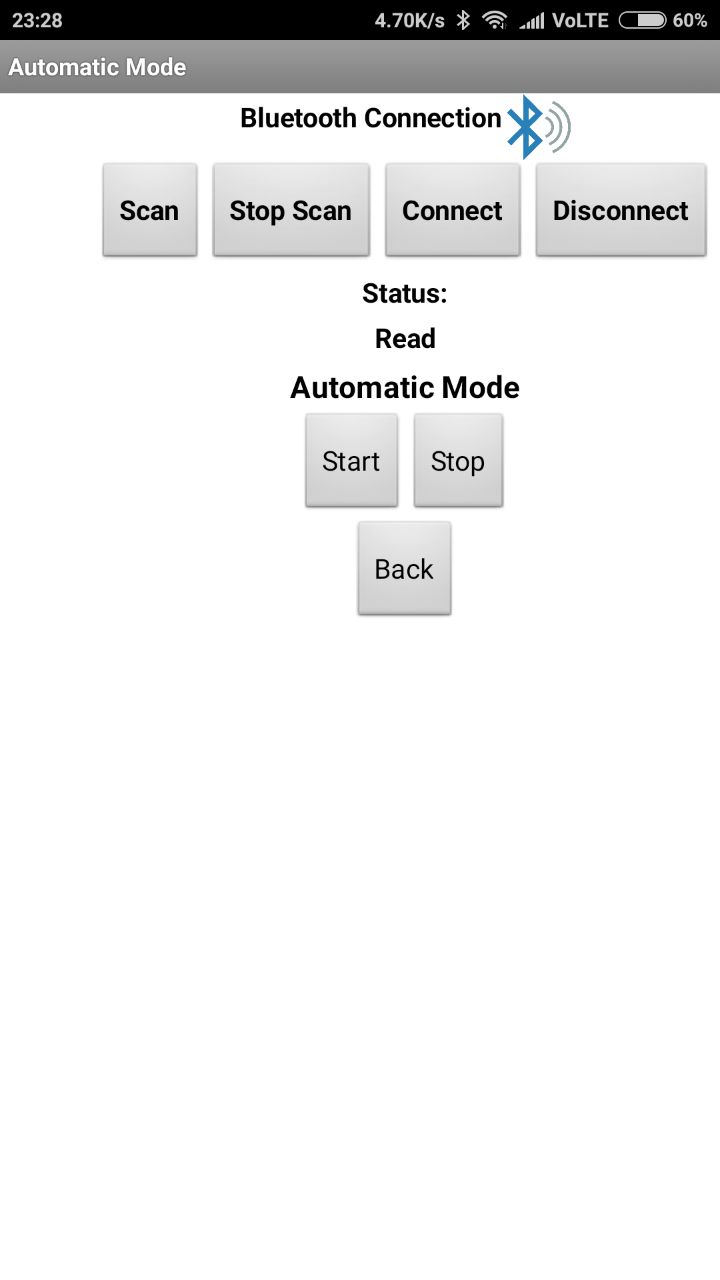 23:28 4.70K/s VoLTE 60%
Automatic Mode
Bluetooth Connection
Scan Stop Scan Connect Disconnect
Status:
Read
Automatic Mode
Start Stop
Back